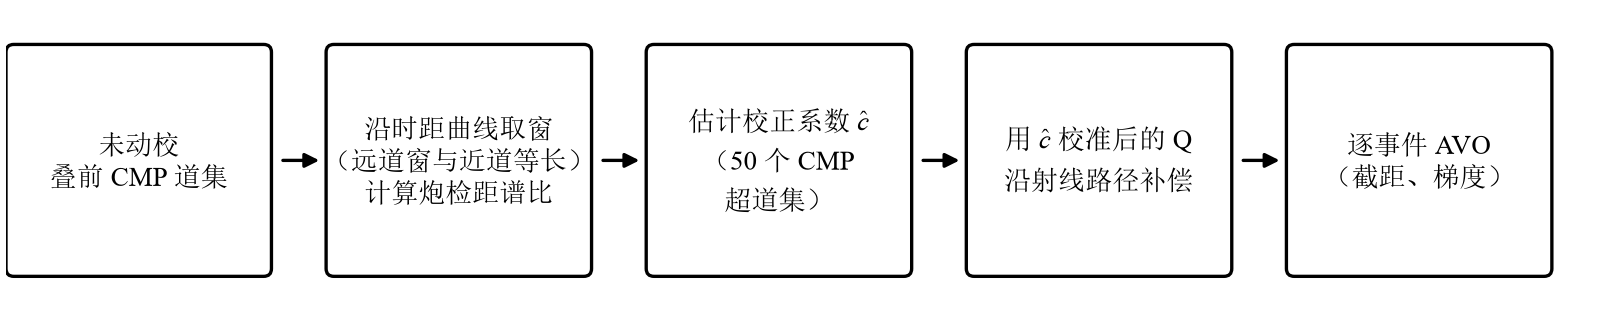 未动校
叠前 CMP 道集
沿时距曲线取窗
（远道窗与近道等长）
计算炮检距谱比
估计校正系数 ĉ
（50 个 CMP
超道集）
用 ĉ 校准后的 Q
沿射线路径补偿
逐事件 AVO
（截距、梯度）